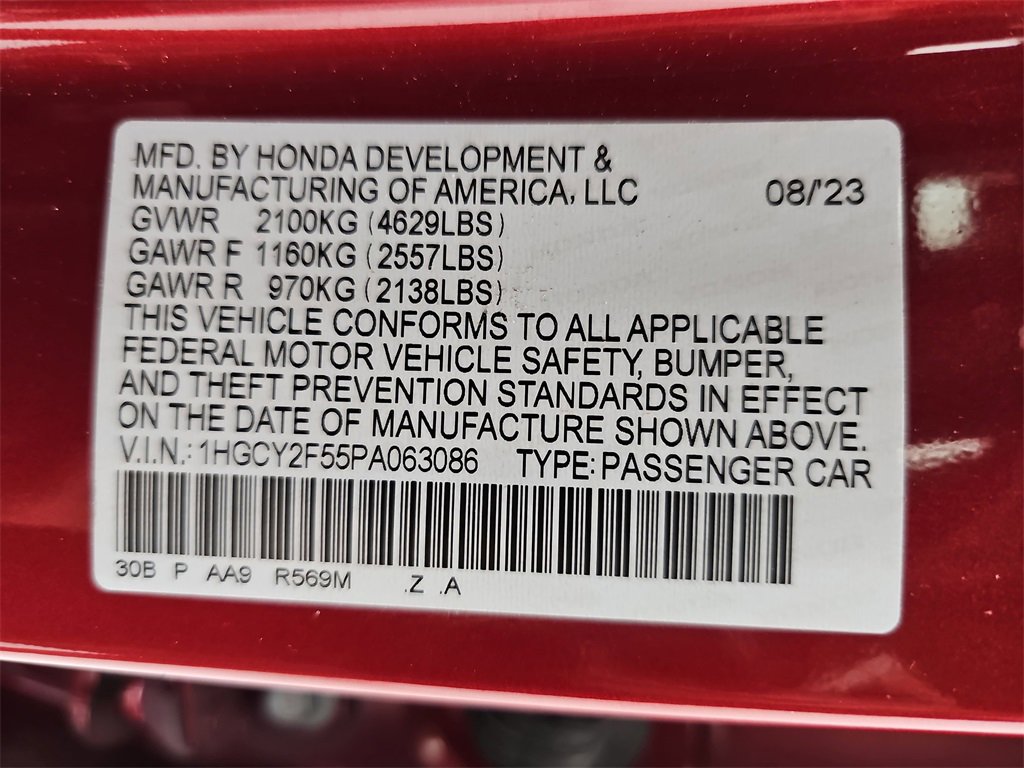 MFD. BY HONDA DEVELOPMENT &
MANUFACTURING OF AMERICA, LLC 08/'23
GVWR 2100KG (4629LBS)
GAWR F 1160KG (2557LBS)
GAWR R 970KG (2138LBS)
THIS VEHICLE CONFORMS TO ALL APPLICABLE
FEDERAL MOTOR VEHICLE SAFETY, BUMPER,
AND THEFT PREVENTION STANDARDS IN EFFECT
ON THE DATE OF MANUFACTURE SHOWN ABOVE.
V.I.N.: 1HGCY2F55PA063086 TYPE: PASSENGER CAR
30B P AA9 R569M .Z .A